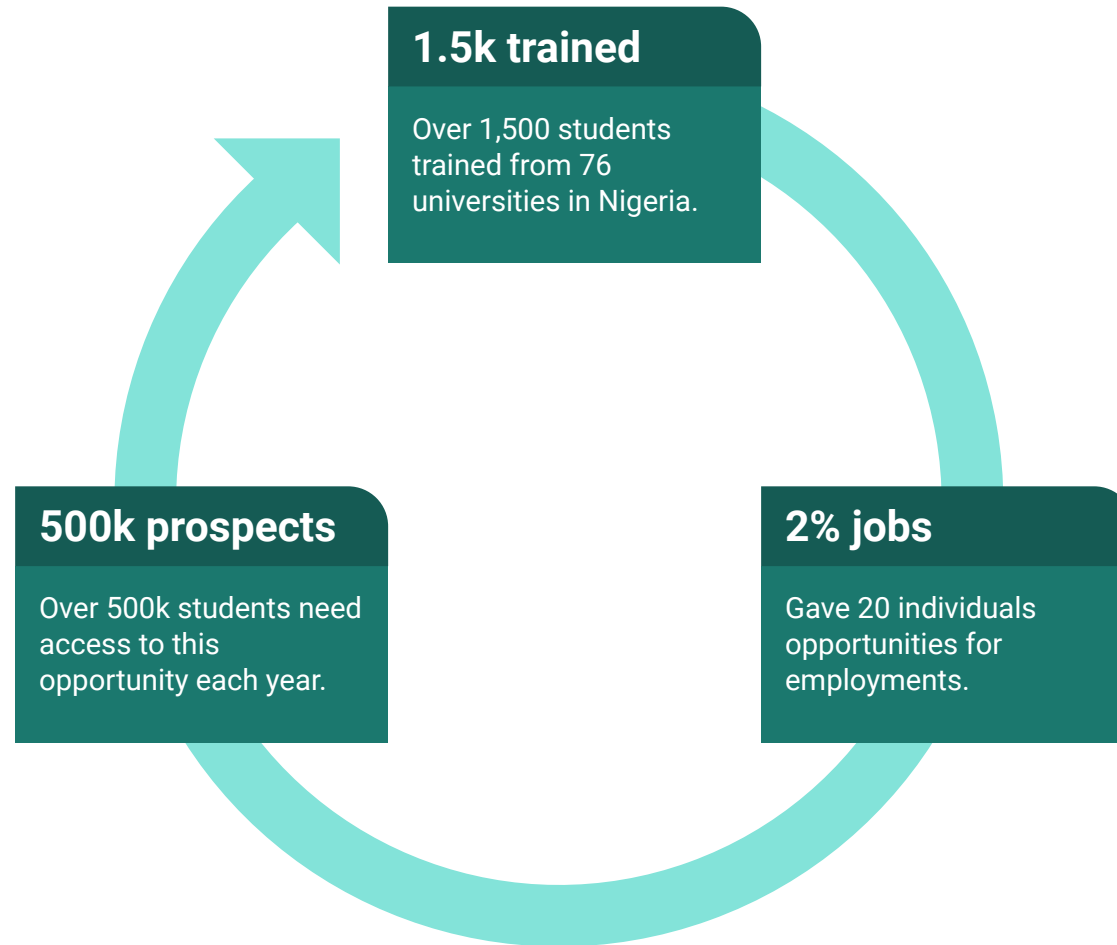 1.5k trained
Over 1,500 students
trained from 76
universities in Nigeria.
500k prospects
Over 500k students need
access to this
opportunity each year.
2% jobs
Gave 20 individuals
opportunities for
employments.